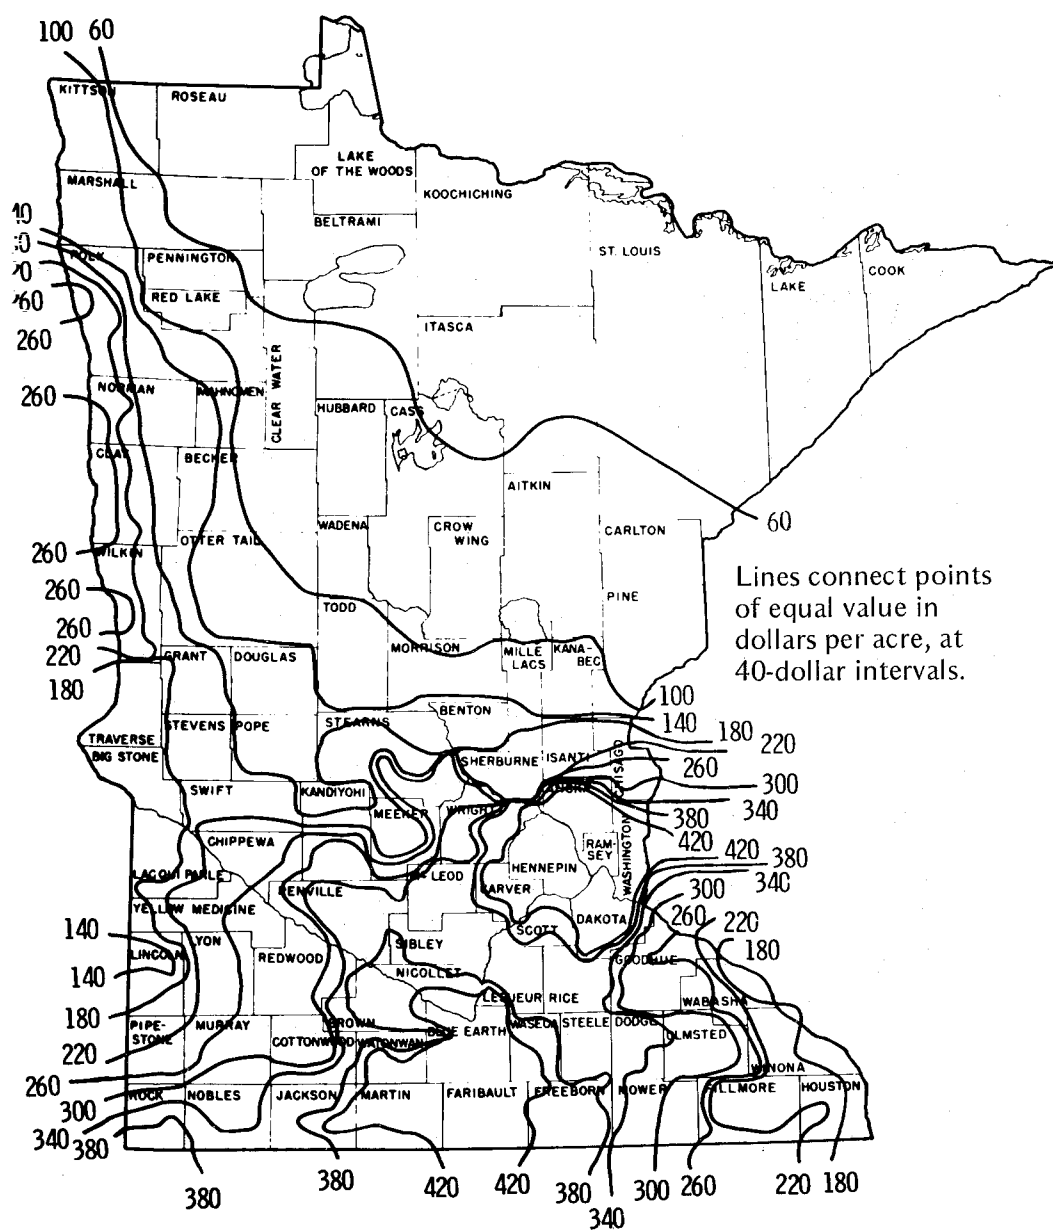 100 60
KITTSON
ROSEAU
LAKE
OF THE WOODS
MARSHALL
KOOCHICHING
BELTRAMI
ST. LOUIS
COOK
LAKE
POLK
PENNINGTON
RED LAKE
260
ITASCA
260
CLEAR WATER
NORMAN
MAHNOMEN
260
HUBBARD
CASS
CLAY
BECKER
AITKIN
WADENA
CROW
WING
60
CARLTON
OTTER TAIL
260
WILKIN
Lines connect points
of equal value in
dollars per acre, at
40-dollar intervals.
260
TODD
PINE
260
220
GRANT
DOUGLAS
MORRISON
MILLE
LACS
KANA-
BEC
180
100
STEVENS
POPE
STEARNS
BENTON
140
180
220
TRAVERSE
BIG STONE
SHERBURNE
ISANTI
CHISAGO
260
300
SWIFT
KANDIYOHI
MEEKER
WRIGHT
340
380
420
CHIPPEWA
RAM-
SEY
WASHINGTON
HENNEPIN
420
380
LAC QUI PARLE
RENVILLE
LEOD
CARVER
340
300
YELLOW MEDICINE
DAKOTA
260
220
140
SCOTT
180
LYON
LINCOLN
REDWOOD
SIBLEY
GOODHUE
140
NICOLLET
180
LESUEUR
RICE
WABASHA
PIPE-
STONE
MURRAY
BROWN
COTTONWOOD
WATONWAN
BLUE EARTH
WASECA
STEELE
DODGE
OLMSTED
220
WINONA
260
ROCK
NOBLES
JACKSON
MARTIN
FARIBAULT
FREEBORN
MOWER
FILLMORE
HOUSTON
300
340
380
380
380
420
420
380
340
300
260
220
180